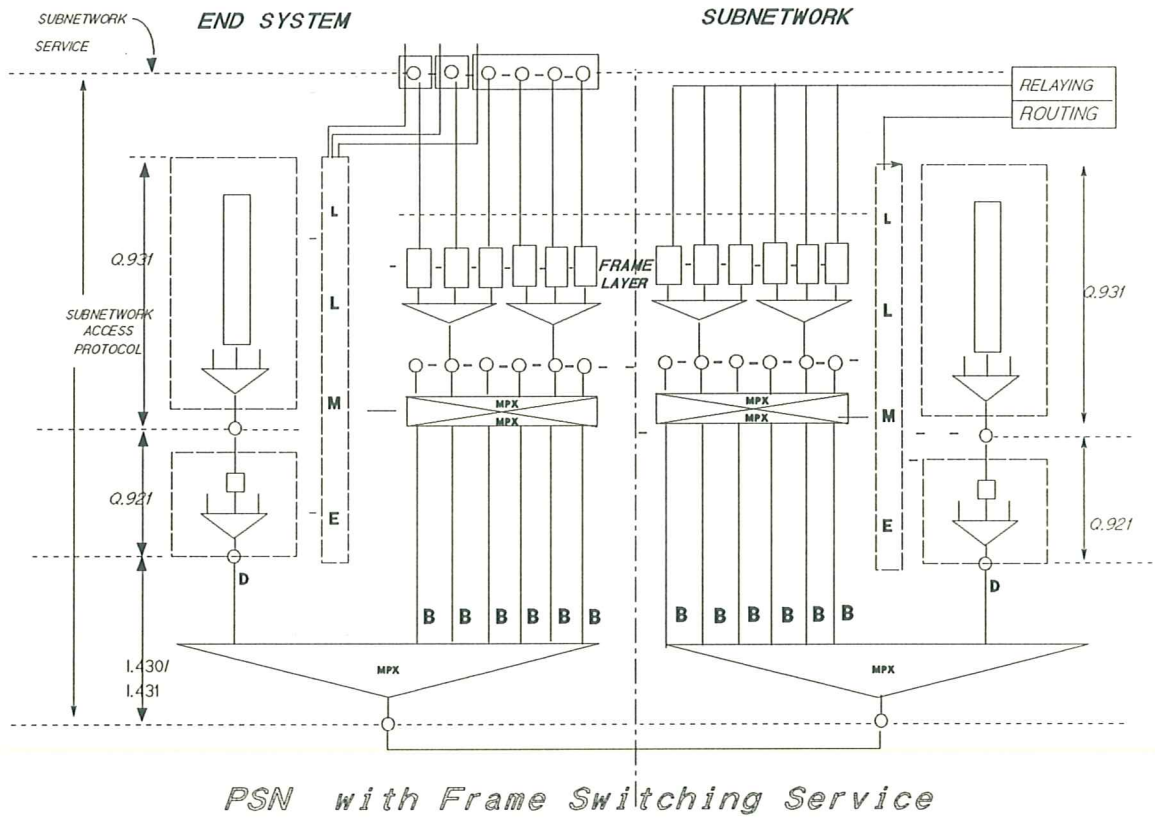 SUBNETWORK
SERVICE
END SYSTEM
SUBNETWORK
RELAYING
ROUTING
Q.931
SUBNETWORK
ACCESS
PROTOCOL
L
L
M
E
FRAME
LAYER
L
L
M
E
Q.931
MPX
MPX
MPX
MPX
Q.921
Q.921
D
D
B B B B B B
B B B B B B
I.430/
I.431
MPX
MPX
PSN with Frame Switching Service